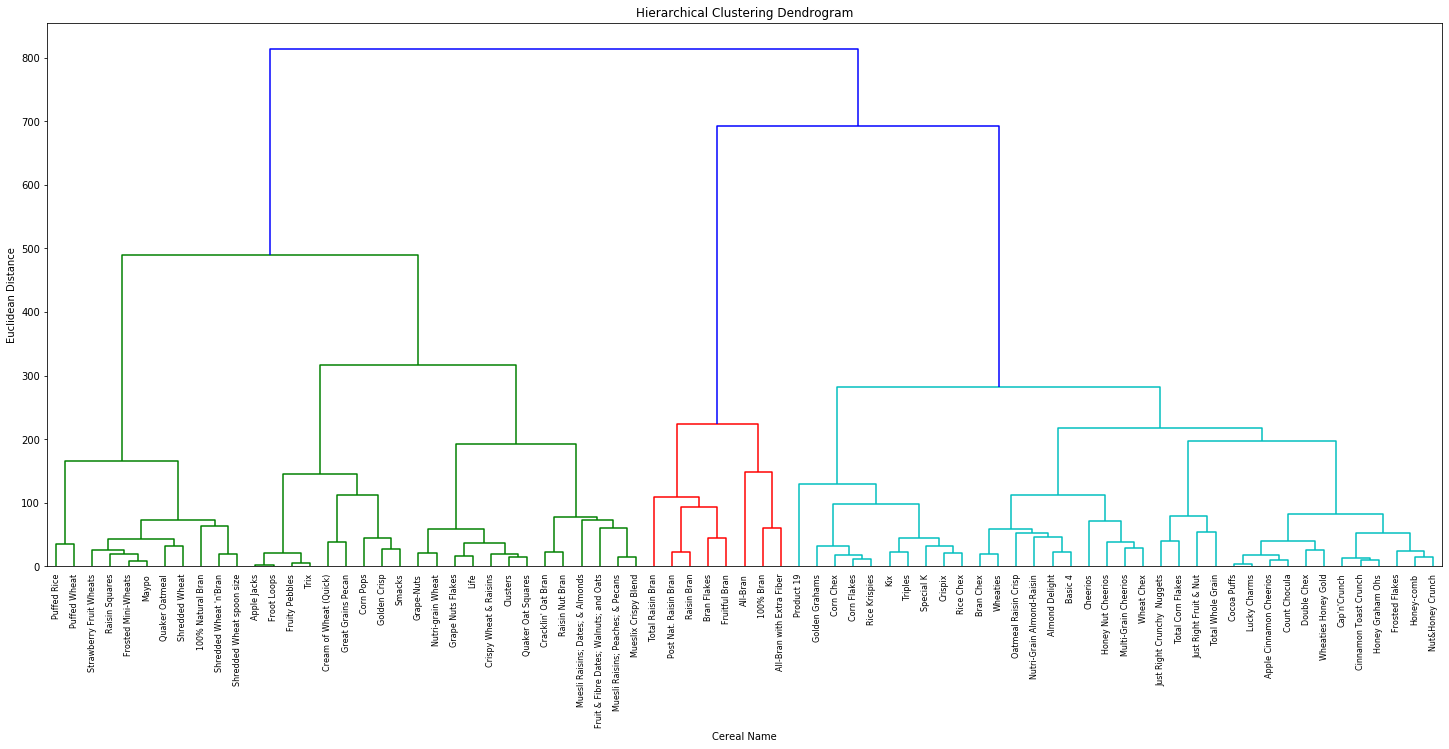 Hierarchical Clustering Dendrogram
800
700
600
500
400
300
200
100
0
Euclidean Distance
Puffed Rice
Puffed Wheat
Strawberry Fruit Wheats
Raisin Squares
Frosted Mini-Wheats
Maypo
Quaker Oatmeal
Shredded Wheat
100% Natural Bran
Shredded Wheat 'n'Bran
Shredded Wheat spoon size
Apple Jacks
Froot Loops
Fruity Pebbles
Trix
Cream of Wheat (Quick)
Great Grains Pecan
Corn Pops
Golden Crisp
Smacks
Grape-Nuts
Nutri-grain Wheat
Grape Nuts Flakes
Life
Crispy Wheat & Raisins
Clusters
Quaker Oat Squares
Cracklin' Oat Bran
Raisin Nut Bran
Muesli Raisins; Dates; & Almonds
Fruit & Fibre Dates; Walnuts; and Oats
Muesli Raisins; Peaches; & Pecans
Mueslix Crispy Blend
Total Raisin Bran
Post Nat. Raisin Bran
Raisin Bran
Bran Flakes
Fruitful Bran
All-Bran
100% Bran
All-Bran with Extra Fiber
Product 19
Golden Grahams
Corn Chex
Corn Flakes
Rice Krispies
Kix
Triples
Special K
Crispix
Rice Chex
Bran Chex
Wheaties
Oatmeal Raisin Crisp
Nutri-Grain Almond-Raisin
Almond Delight
Basic 4
Cheerios
Honey Nut Cheerios
Multi-Grain Cheerios
Wheat Chex
Just Right Crunchy  Nuggets
Total Corn Flakes
Just Right Fruit & Nut
Total Whole Grain
Cocoa Puffs
Lucky Charms
Apple Cinnamon Cheerios
Count Chocula
Double Chex
Wheaties Honey Gold
Cap'n'Crunch
Cinnamon Toast Crunch
Honey Graham Ohs
Frosted Flakes
Honey-comb
Nut&Honey Crunch
Cereal Name